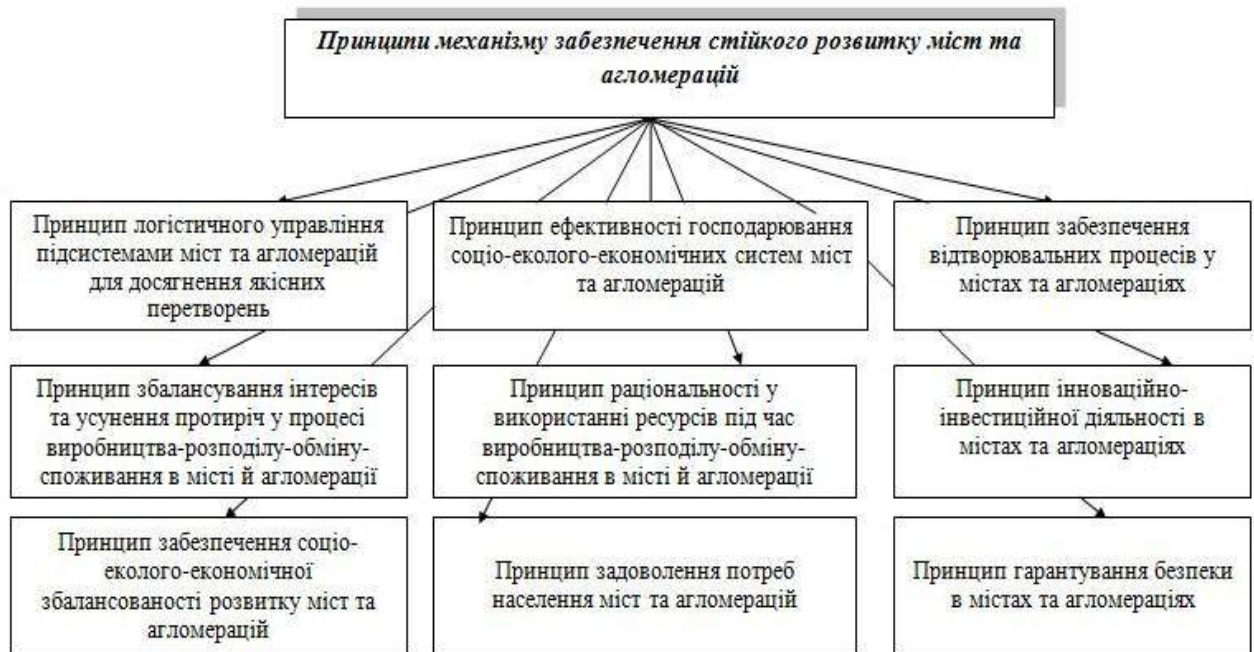 Принципи механізму забезпечення стійкого розвитку міст та
агломерацій
Принцип логістичного управління
підсистемами міст та агломерацій
для досягнення якісних
перетворень
Принцип ефективності господарювання
соціо-еколого-економічних систем міст
та агломерацій
Принцип забезпечення
відтворювальних процесів у
містах та агломераціях
Принцип збалансування інтересів
та усунення протиріч у процесі
виробництва-розподілу-обміну-
споживання в місті й агломерації
Принцип раціональності у
використанні ресурсів під час
виробництва-розподілу-обміну-
споживання в місті й агломерації
Принцип інноваційно-
інвестиційної діяльності в
містах та агломераціях
Принцип забезпечення соціо-
еколого-економічної
збалансованості розвитку міст та
агломерацій
Принцип задоволення потреб
населення міст та агломерацій
Принцип гарантування безпеки
в містах та агломераціях